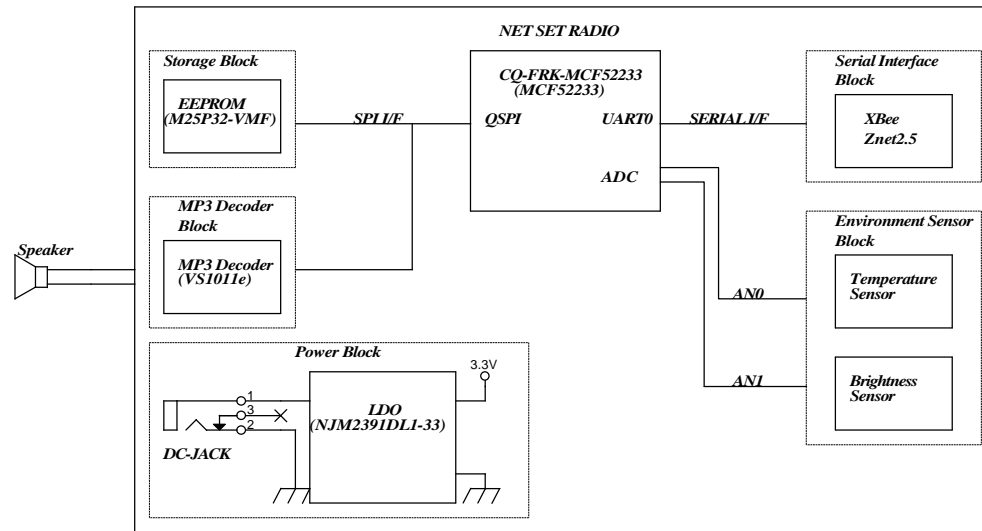 NET SET RADIO
Storage Block
EEPROM
(M25P32-VMF)
SPI I/F
CQ-FRK-MCF52233
(MCF52233)
QSPI
UART0
ADC
SERIAL I/F
Serial Interface
Block
XBee
Znet2.5
MP3 Decoder
Block
MP3 Decoder
(VS1011e)
Speaker
Environment Sensor
Block
Temperature
Sensor
AN0
Brightness
Sensor
AN1
Power Block
1
3
2
DC-JACK
LDO
(NJM2391DL1-33)
3.3V